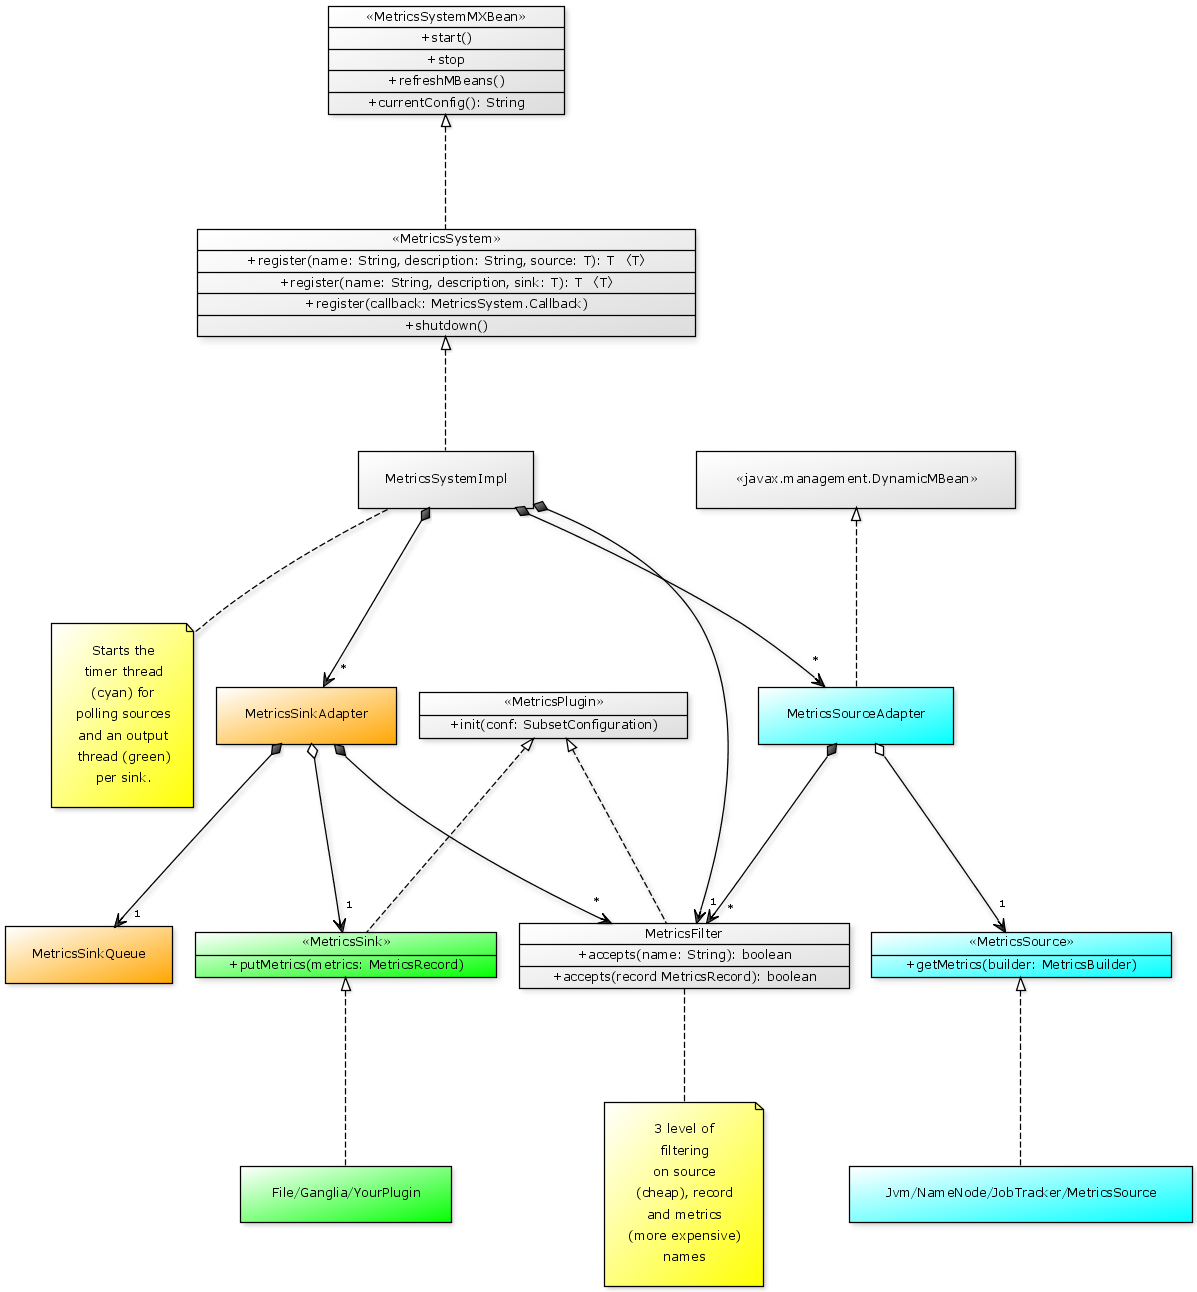 «MetricsSystemMXBean»
+start()
+stop
+refreshMBeans()
+currentConfig(): String
«MetricsSystem»
+register(name: String, description: String, source: T): T 〈T〉
+register(name: String, description, sink: T): T 〈T〉
+register(callback: MetricsSystem.Callback)
+shutdown()
MetricsSystemImpl
«javax.management.DynamicMBean»
Starts the
timer thread
(cyan) for
polling sources
and an output
thread (green)
per sink.
*
*
MetricsSinkAdapter
«MetricsPlugin»
+init(conf: SubsetConfiguration)
MetricsSourceAdapter
1
1
*
1
*
1
MetricsSinkQueue
«MetricsSink»
+putMetrics(metrics: MetricsRecord)
MetricsFilter
+accepts(name: String): boolean
+accepts(record MetricsRecord): boolean
«MetricsSource»
+getMetrics(builder: MetricsBuilder)
File/Ganglia/YourPlugin
3 level of
filtering
on source
(cheap), record
and metrics
(more expensive)
names
Jvm/NameNode/JobTracker/MetricsSource